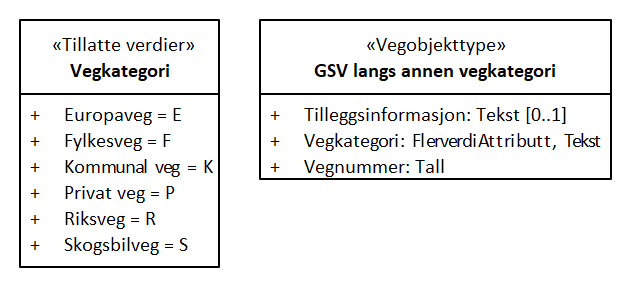 «Tillatte verdier»
Vegkategori
+ Europaveg = E
+ Fylkesveg = F
+ Kommunal veg = K
+ Privat veg = P
+ Riksveg = R
+ Skogsbilveg = S
«Vegobjekttype»
GSV langs annen vegkategori
+ Tilleggsinformasjon: Tekst [0..1]
+ Vegkategori: FlerverdiAttributt, Tekst
+ Vegnummer: Tall